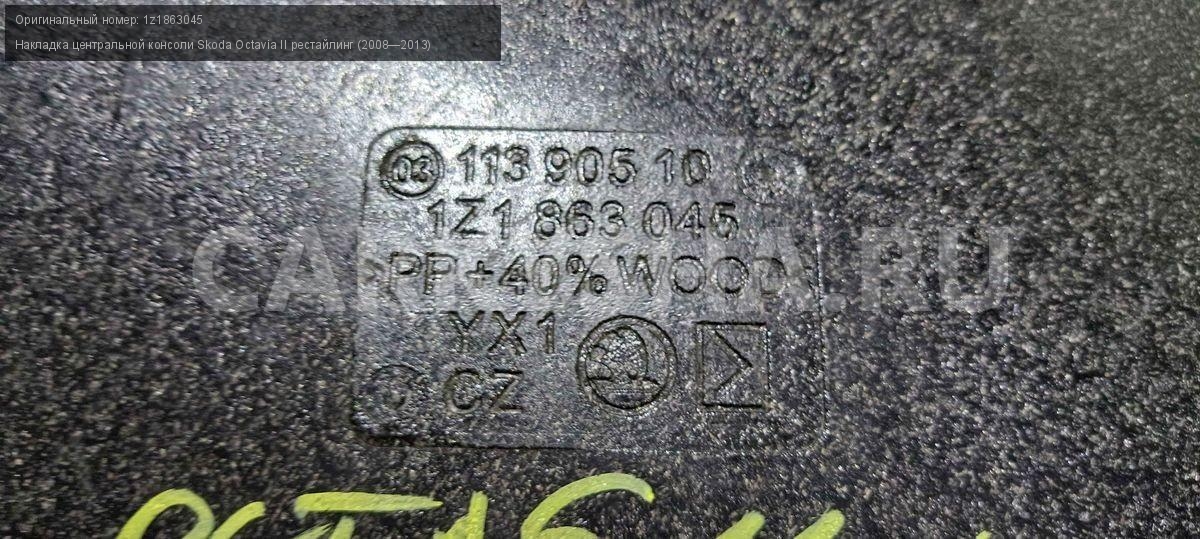 Оригинальный номер: 1z1863045
Накладка центральной консоли Skoda Octavia II рестайлинг (2008—2013)
03 113 905 10
1Z1 863 045
>PP+40%WOOD<
YX1
CZ